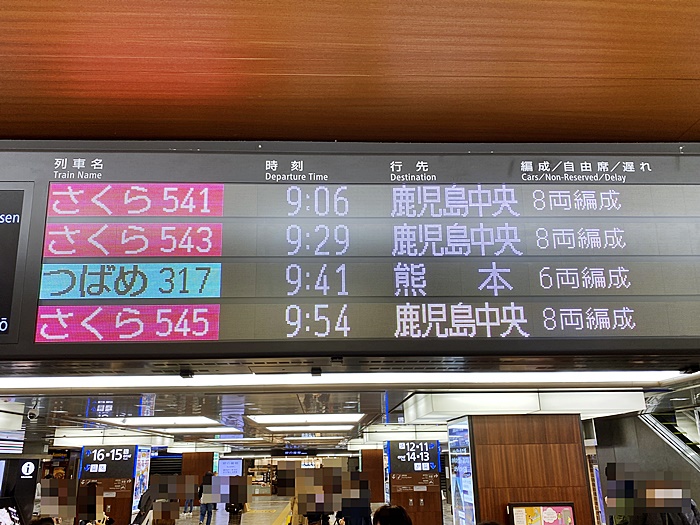 列車名 時刻 行先 編成／自由席／遅れ
Train Name Departure Time Destination Cars/Non-Reserved/Delay
さくら 541 9:06 鹿児島中央 8両編成
さくら 543 9:29 鹿児島中央 8両編成
つばめ 317 9:41 熊本 6両編成
さくら 545 9:54 鹿児島中央 8両編成
16・15
12・11
14・13